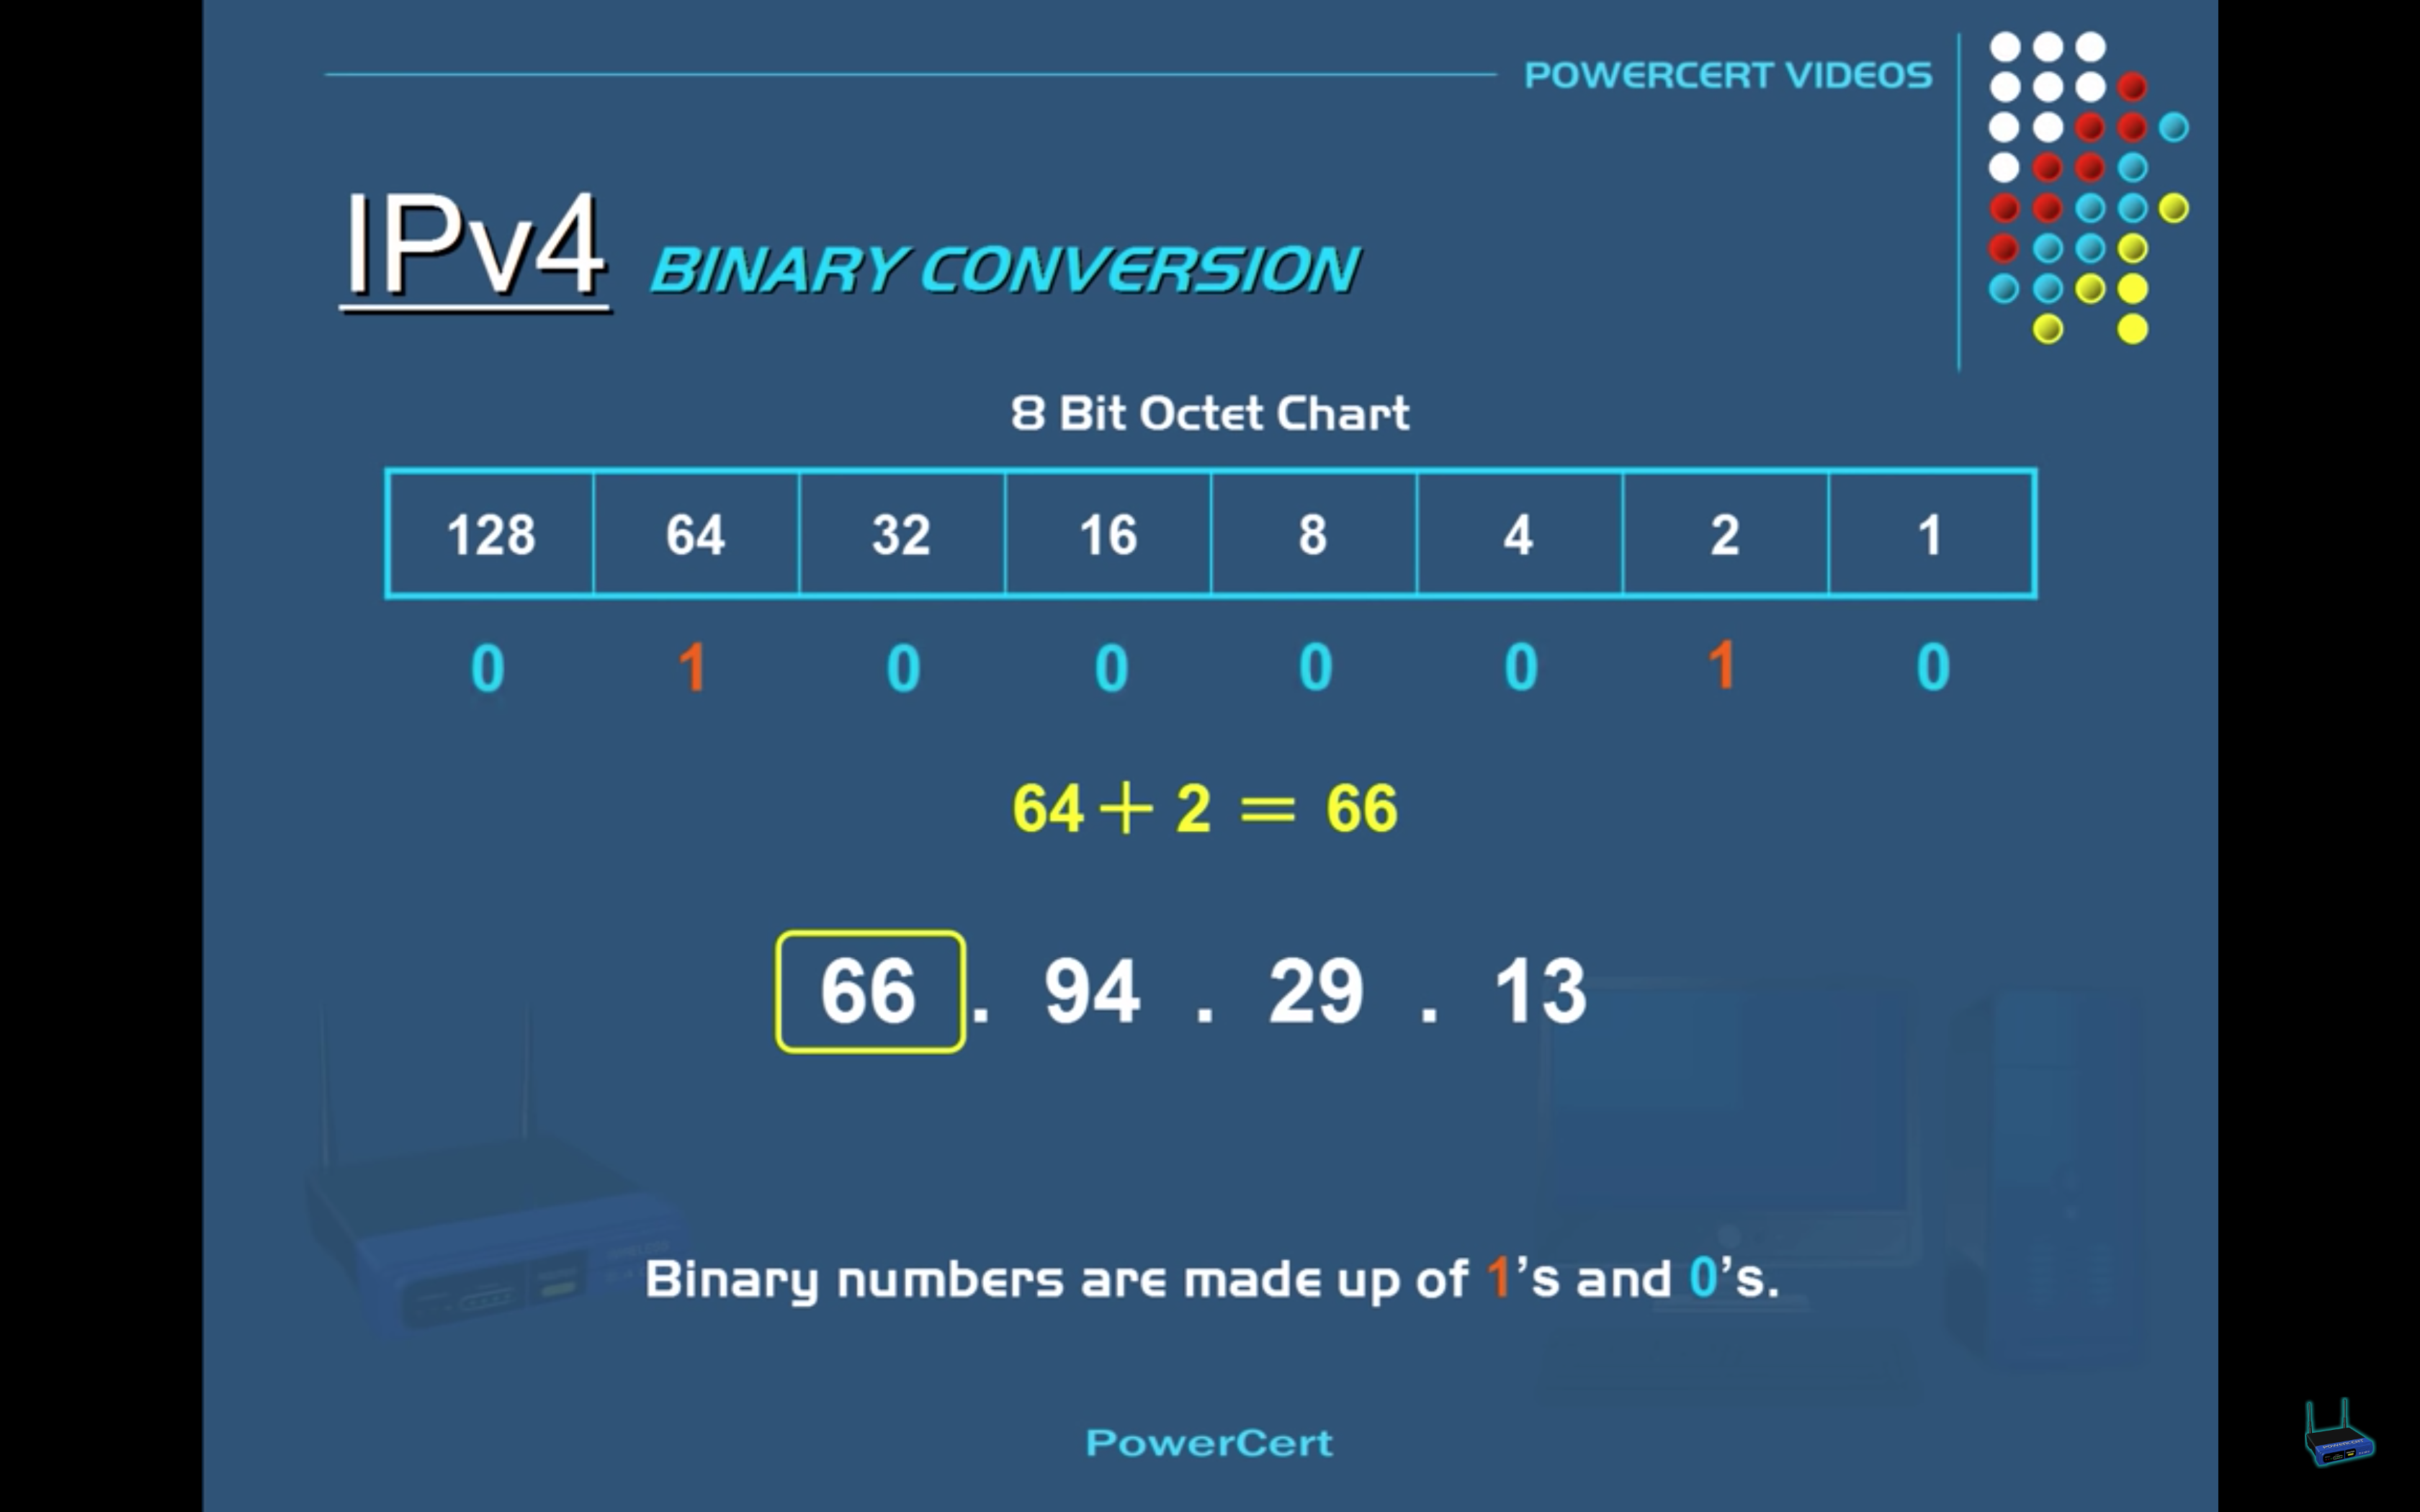 POWERCERT VIDEOS
IPv4 BINARY CONVERSION
8 Bit Octet Chart
128 64 32 16 8 4 2 1
0 1 0 0 0 0 1 0
64 + 2 = 66
66 . 94 . 29 . 13
Binary numbers are made up of 1's and 0's.
PowerCert